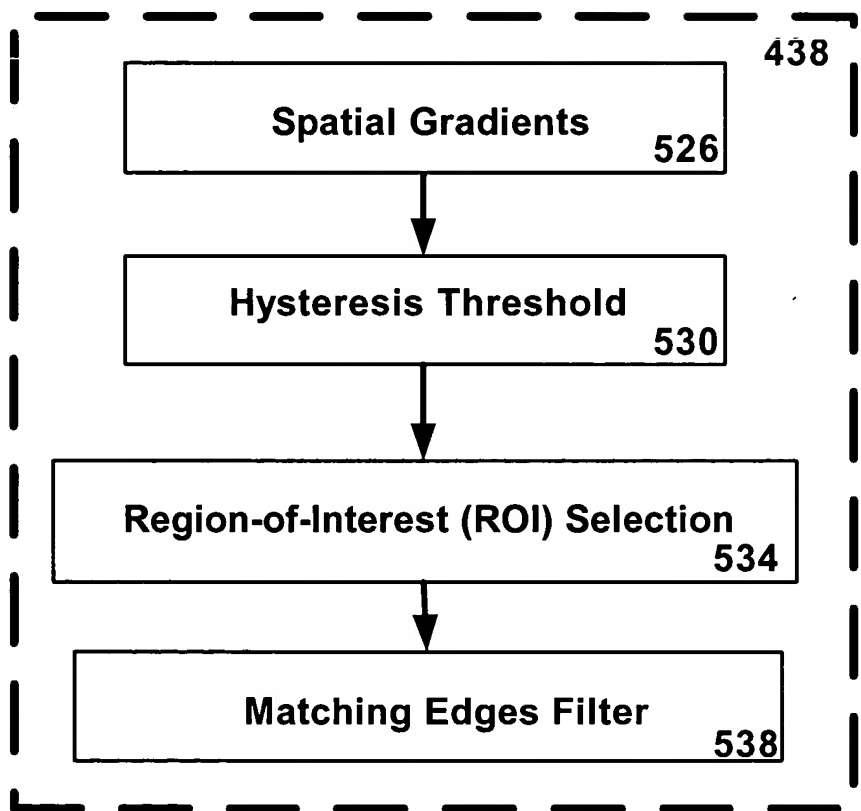 438
Spatial Gradients
526
Hysteresis Threshold
530
Region-of-Interest (ROI) Selection
534
Matching Edges Filter
538